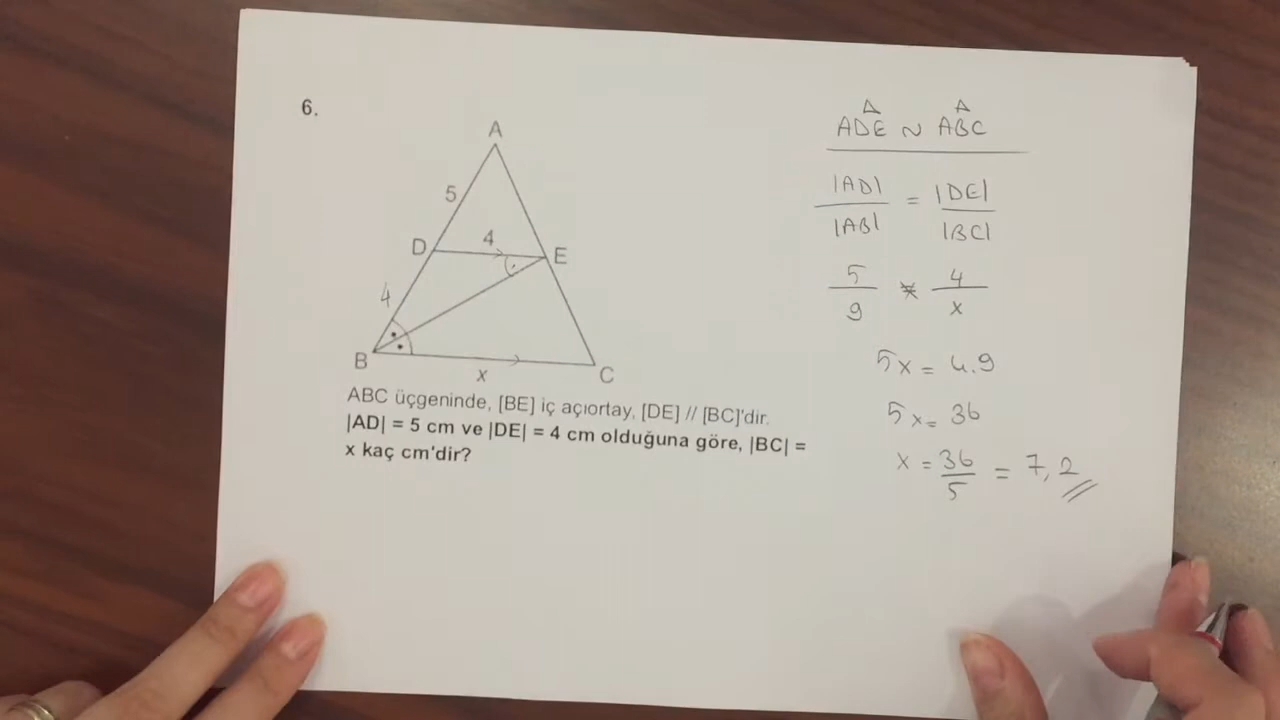 6.
A
5
D
4
E
4
B
x
C
ABC üçgeninde, [BE] iç açıortay, [DE] // [BC]'dir.
|AD| = 5 cm ve |DE| = 4 cm olduğuna göre, |BC| =
x kaç cm'dir?
ADE ~ ABC
|AD| / |AB| = |DE| / |BC|
5 / 9 = 4 / x
5x = 4.9
5x = 36
x = 36 / 5 = 7,2